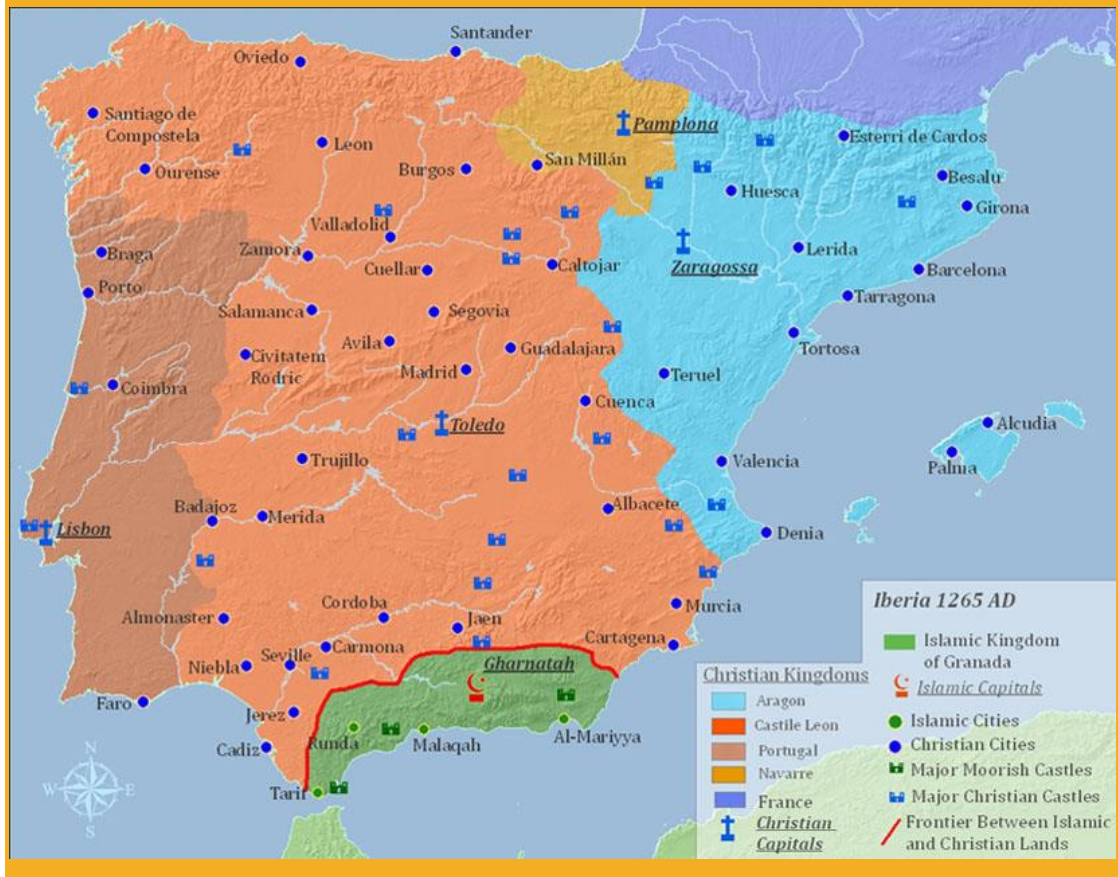 Santander
Oviedo
Santiago de
Compostela
Leon
Ourense
Burgos
San Millán
Pamplona
Esterri de Cardos
Huesca
Besalu
Girona
Valladolid
Braga
Zamora
Cuellar
Caltojar
Zaragossa
Lerida
Barcelona
Porto
Salamanca
Segovia
Tarragona
Avila
Guadalajara
Tortosa
Civitatem
Rodric
Madrid
Teruel
Coimbra
Cuenca
Toledo
Alcudia
Palma
Trujillo
Valencia
Badajoz
Merida
Albacete
Lisbon
Denia
Almonaster
Cordoba
Jaen
Murcia
Cartagena
Niebla
Seville
Carmona
Gharnatah
Faro
Jerez
Runda
Malaqah
Al-Mariyya
Cadiz
Tarif
N
W
E
S
Iberia 1265 AD
Islamic Kingdom
of Granada
Islamic Capitals
Islamic Cities
Christian Cities
Major Moorish Castles
Major Christian Castles
Frontier Between Islamic
and Christian Lands
Christian Kingdoms
Aragon
Castile Leon
Portugal
Navarre
France
Christian
Capitals